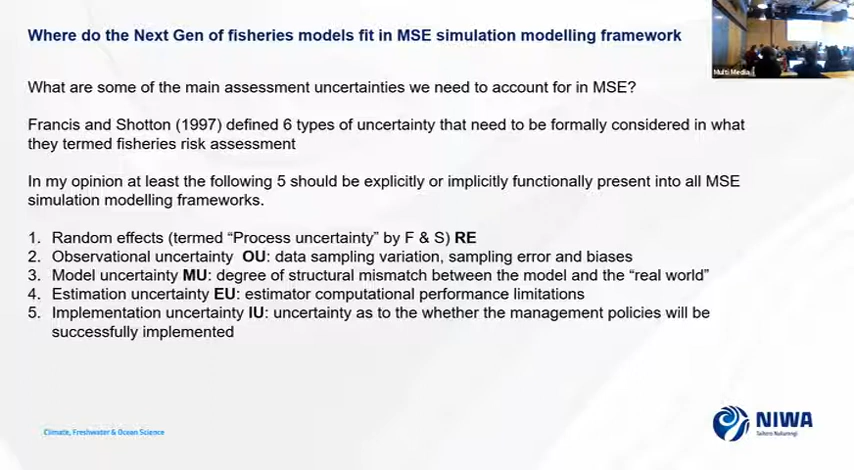 Where do the Next Gen of fisheries models fit in MSE simulation modelling framework
Multi Media
What are some of the main assessment uncertainties we need to account for in MSE?
Francis and Shotton (1997) defined 6 types of uncertainty that need to be formally considered in what
they termed fisheries risk assessment
In my opinion at least the following 5 should be explicitly or implicitly functionally present into all MSE
simulation modelling frameworks.
1. Random effects (termed “Process uncertainty” by F & S) RE
2. Observational uncertainty OU: data sampling variation, sampling error and biases
3. Model uncertainty MU: degree of structural mismatch between the model and the “real world”
4. Estimation uncertainty EU: estimator computational performance limitations
5. Implementation uncertainty IU: uncertainty as to the whether the management policies will be
successfully implemented
Climate, Freshwater & Ocean Science
NIWA